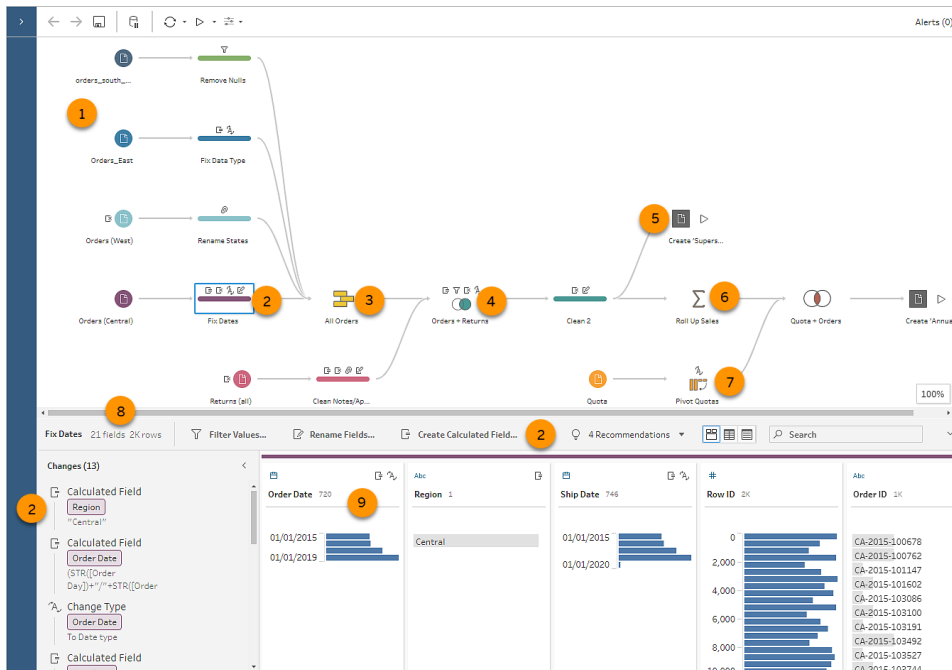 Alerts (0)
orders_south_...
Remove Nulls
1
Orders_East
Fix Data Type
Orders (West)
Rename States
5
Create 'Supers...
Orders (Central)
Fix Dates
2
3
All Orders
4
Orders + Returns
Clean 2
6
Roll Up Sales
Quota + Orders
Create 'Annua
Returns (all)
Clean Notes/Ap...
Quota
7
Pivot Quotas
100%
8
Fix Dates 21 fields 2K rows
Filter Values...
Rename Fields...
Create Calculated Field...
2
4 Recommendations
Search
Changes (13)
2
Calculated Field
Region
"Central"
Calculated Field
Order Date
(STR([Order
Day])+"/"+STR([Order
Change Type
Order Date
To Date type
Calculated Field
Order Date 720
9
01/01/2015
01/01/2019
Abc
Region 1
Central
Ship Date 746
01/01/2015
01/01/2020
#
Row ID 2K
0
2,000
4,000
6,000
8,000
10,000
Abc
Order ID 1K
CA-2015-100678
CA-2015-100762
CA-2015-101147
CA-2015-101602
CA-2015-103086
CA-2015-103100
CA-2015-103191
CA-2015-103492
CA-2015-103527
CA-2015-103744